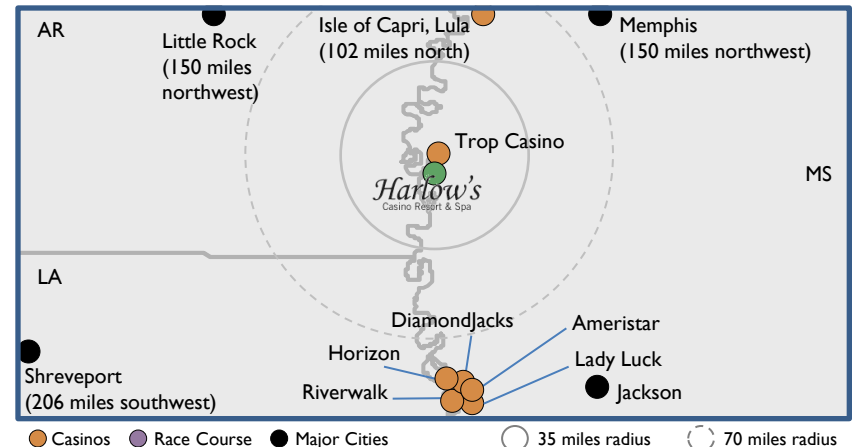 AR
Little Rock
(150 miles
northwest)
Isle of Capri, Lula
(102 miles north)
Memphis
(150 miles northwest)
Trop Casino
Harlow's
Casino Resort & Spa
MS
LA
DiamondJacks
Ameristar
Horizon
Lady Luck
Riverwalk
Jackson
Shreveport
(206 miles southwest)
Casinos
Race Course
Major Cities
35 miles radius
70 miles radius